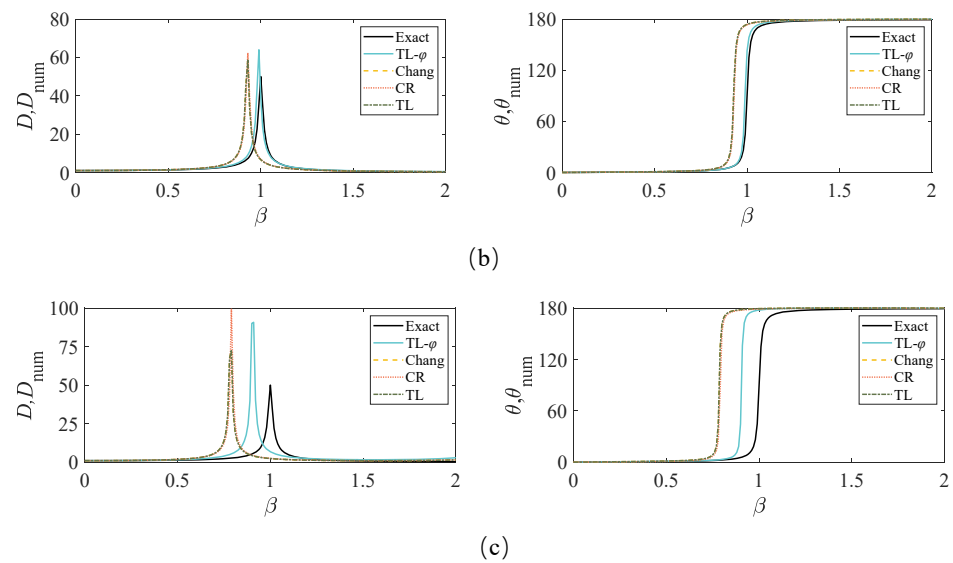 80
60
40
20
0
D,D_num
0 0.5 1 1.5 2
β
Exact
TL-φ
Chang
CR
TL
180
120
60
0
θ,θ_num
0 0.5 1 1.5 2
β
Exact
TL-φ
Chang
CR
TL
(b)
100
75
50
25
0
D,D_num
0 0.5 1 1.5 2
β
Exact
TL-φ
Chang
CR
TL
180
120
60
0
θ,θ_num
0 0.5 1 1.5 2
β
Exact
TL-φ
Chang
CR
TL
(c)